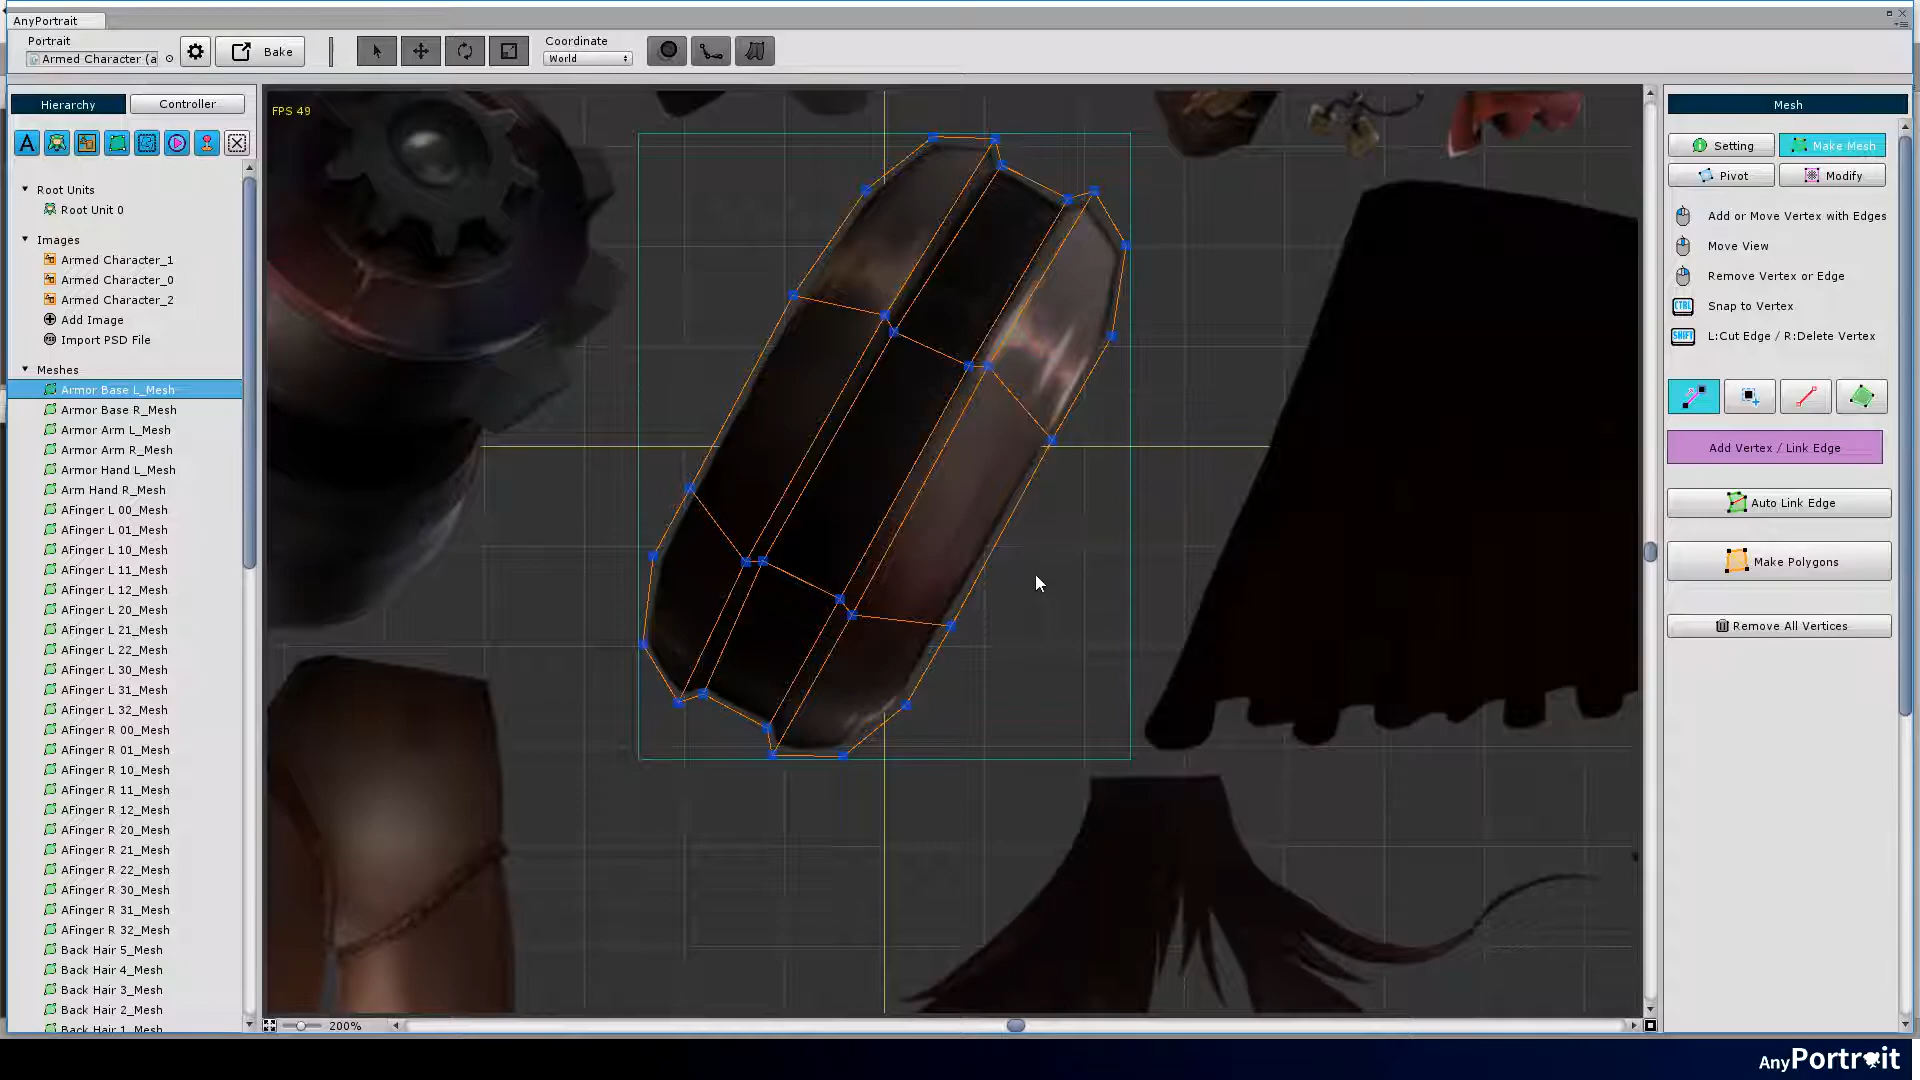 AnyPortrait
Portrait
Armed Character (a
Bake
Coordinate
World
Hierarchy
Controller
FPS 49
Root Units
Root Unit 0
Images
Armed Character_1
Armed Character_0
Armed Character_2
Add Image
Import PSD File
Meshes
Armor Base L_Mesh
Armor Base R_Mesh
Armor Arm L_Mesh
Armor Arm R_Mesh
Armor Hand L_Mesh
Arm Hand R_Mesh
AFinger L 00_Mesh
AFinger L 01_Mesh
AFinger L 10_Mesh
AFinger L 11_Mesh
AFinger L 12_Mesh
AFinger L 20_Mesh
AFinger L 21_Mesh
AFinger L 22_Mesh
AFinger L 30_Mesh
AFinger L 31_Mesh
AFinger L 32_Mesh
AFinger R 00_Mesh
AFinger R 01_Mesh
AFinger R 10_Mesh
AFinger R 11_Mesh
AFinger R 12_Mesh
AFinger R 20_Mesh
AFinger R 21_Mesh
AFinger R 22_Mesh
AFinger R 30_Mesh
AFinger R 31_Mesh
AFinger R 32_Mesh
Back Hair 5_Mesh
Back Hair 4_Mesh
Back Hair 3_Mesh
Back Hair 2_Mesh
Back Hair 1_Mesh
200%
Mesh
Setting
Make Mesh
Pivot
Modify
Add or Move Vertex with Edges
Move View
Remove Vertex or Edge
CTRL Snap to Vertex
SHIFT L:Cut Edge / R:Delete Vertex
Add Vertex / Link Edge
Auto Link Edge
Make Polygons
Remove All Vertices
AnyPortrait